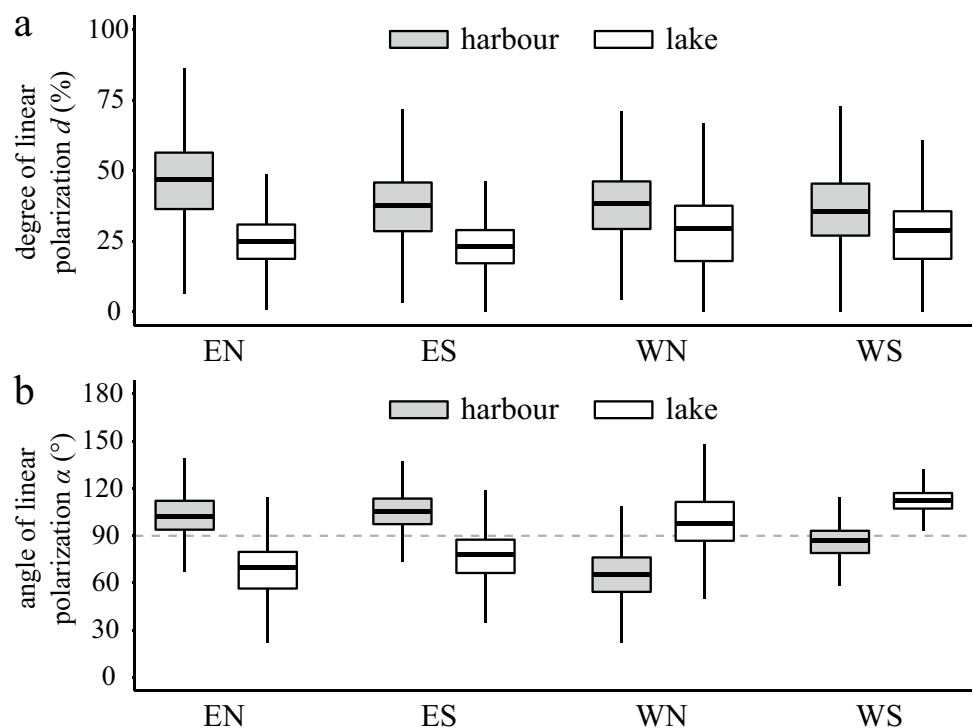 a
degree of linear
polarization d (%)
100
75
50
25
0
harbour
lake
EN
ES
WN
WS
b
angle of linear
polarization α (°)
180
150
120
90
60
30
0
harbour
lake
EN
ES
WN
WS